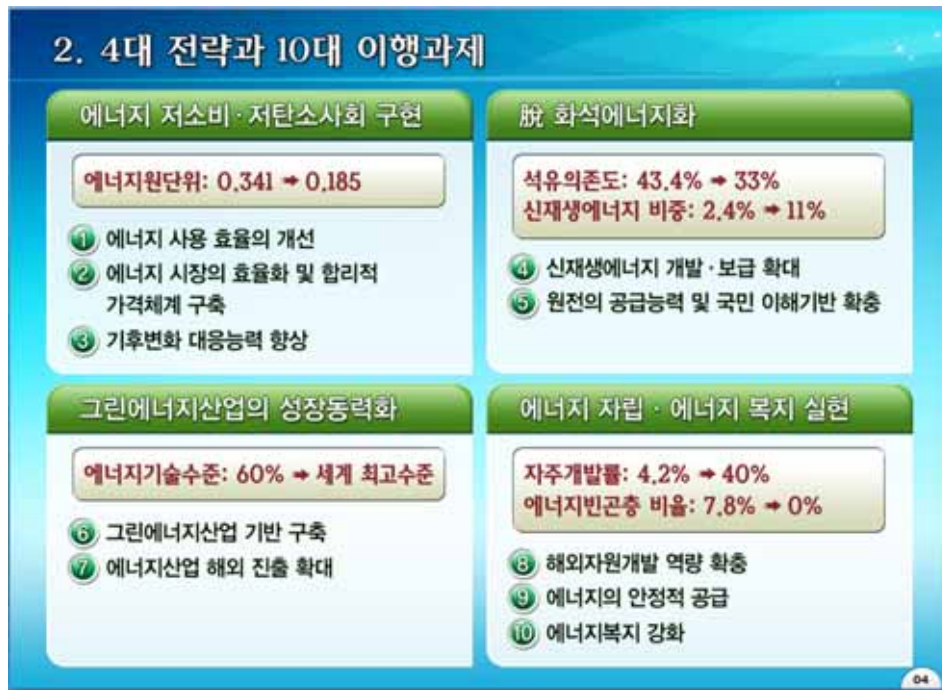 2. 4대 전략과 10대 이행과제
에너지 저소비·저탄소사회 구현
에너지원단위: 0.341 ➡ 0.185
1 에너지 사용 효율의 개선
2 에너지 시장의 효율화 및 합리적
가격체계 구축
3 기후변화 대응능력 향상
脫 화석에너지화
석유의존도: 43.4% ➡ 33%
신재생에너지 비중: 2.4% ➡ 11%
4 신재생에너지 개발·보급 확대
5 원전의 공급능력 및 국민 이해기반 확충
그린에너지산업의 성장동력화
에너지기술수준: 60% ➡ 세계 최고수준
6 그린에너지산업 기반 구축
7 에너지산업 해외 진출 확대
에너지 자립·에너지 복지 실현
자주개발률: 4.2% ➡ 40%
에너지빈곤층 비율: 7.8% ➡ 0%
8 해외자원개발 역량 확충
9 에너지의 안정적 공급
10 에너지복지 강화
04